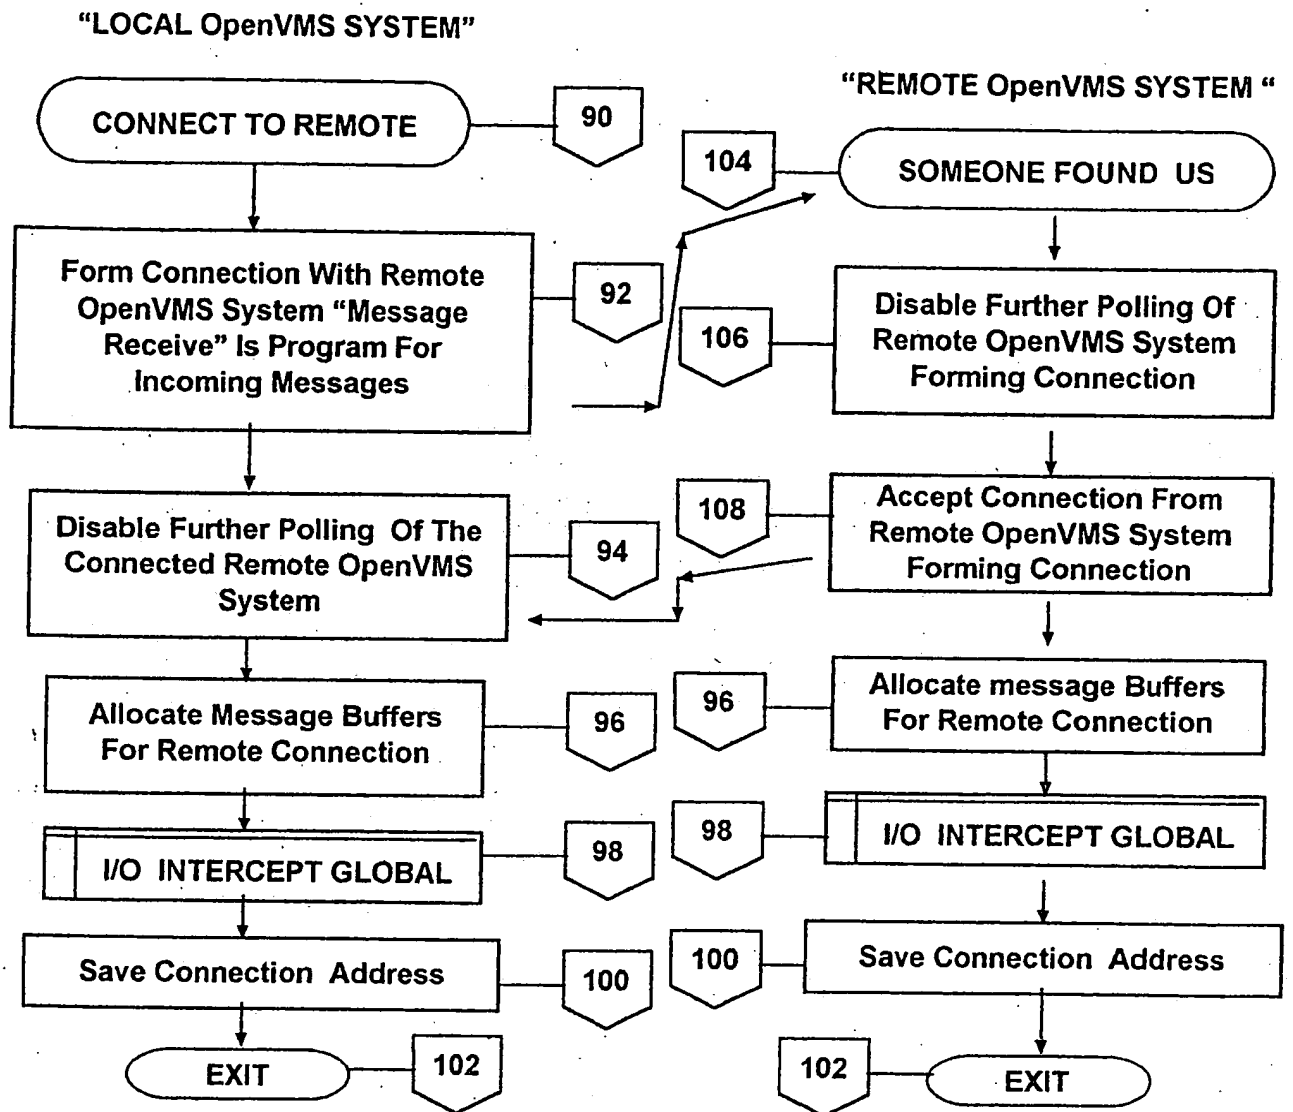 “LOCAL OpenVMS SYSTEM”
CONNECT TO REMOTE
90
Form Connection With Remote
OpenVMS System “Message
Receive” Is Program For
Incoming Messages
92
Disable Further Polling Of The
Connected Remote OpenVMS
System
94
Allocate Message Buffers
For Remote Connection
96
I/O INTERCEPT GLOBAL
98
Save Connection Address
100
EXIT
102
“REMOTE OpenVMS SYSTEM “
104
SOMEONE FOUND US
106
Disable Further Polling Of
Remote OpenVMS System
Forming Connection
108
Accept Connection From
Remote OpenVMS System
Forming Connection
96
Allocate message Buffers
For Remote Connection
98
I/O INTERCEPT GLOBAL
100
Save Connection Address
102
EXIT